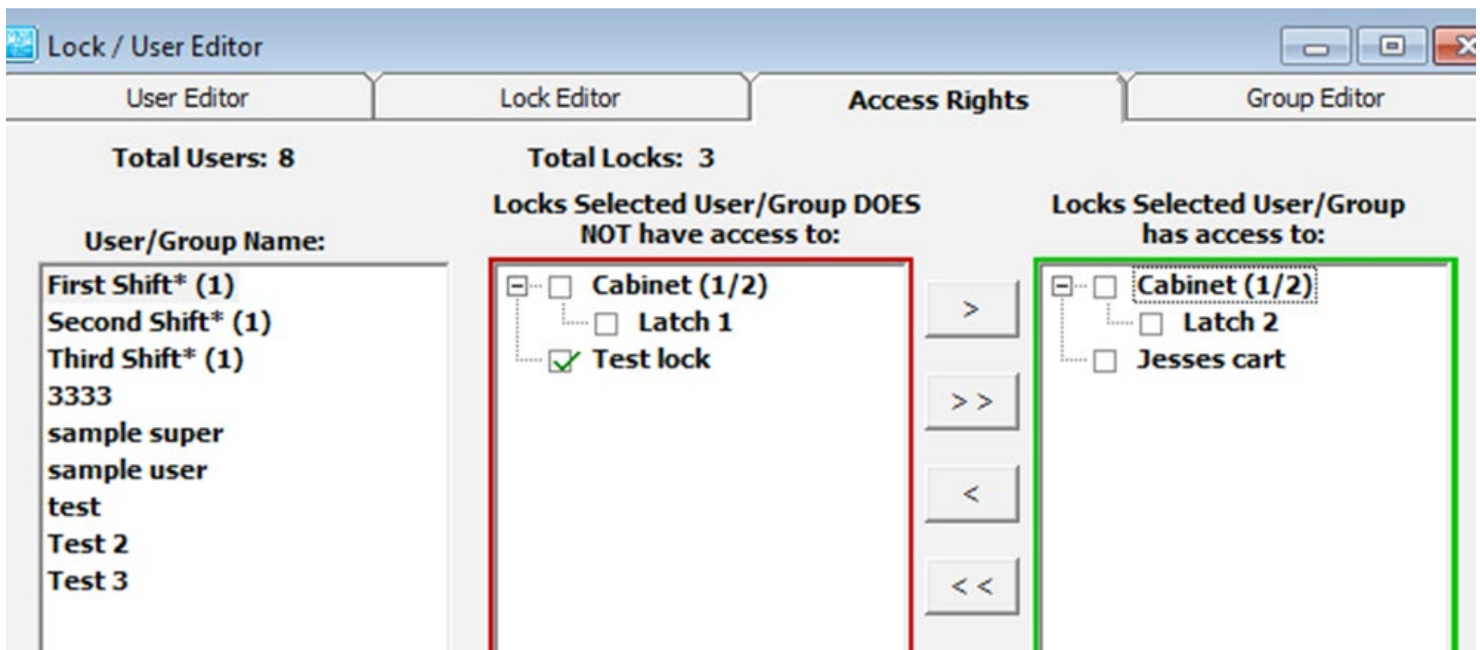 Lock / User Editor
User Editor
Lock Editor
Access Rights
Group Editor
Total Users: 8
Total Locks: 3
User/Group Name:
First Shift* (1)
Second Shift* (1)
Third Shift* (1)
3333
sample super
sample user
test
Test 2
Test 3
Locks Selected User/Group DOES
NOT have access to:
Cabinet (1/2)
Latch 1
Test lock
>
> >
<
< <
Locks Selected User/Group
has access to:
Cabinet (1/2)
Latch 2
Jesses cart